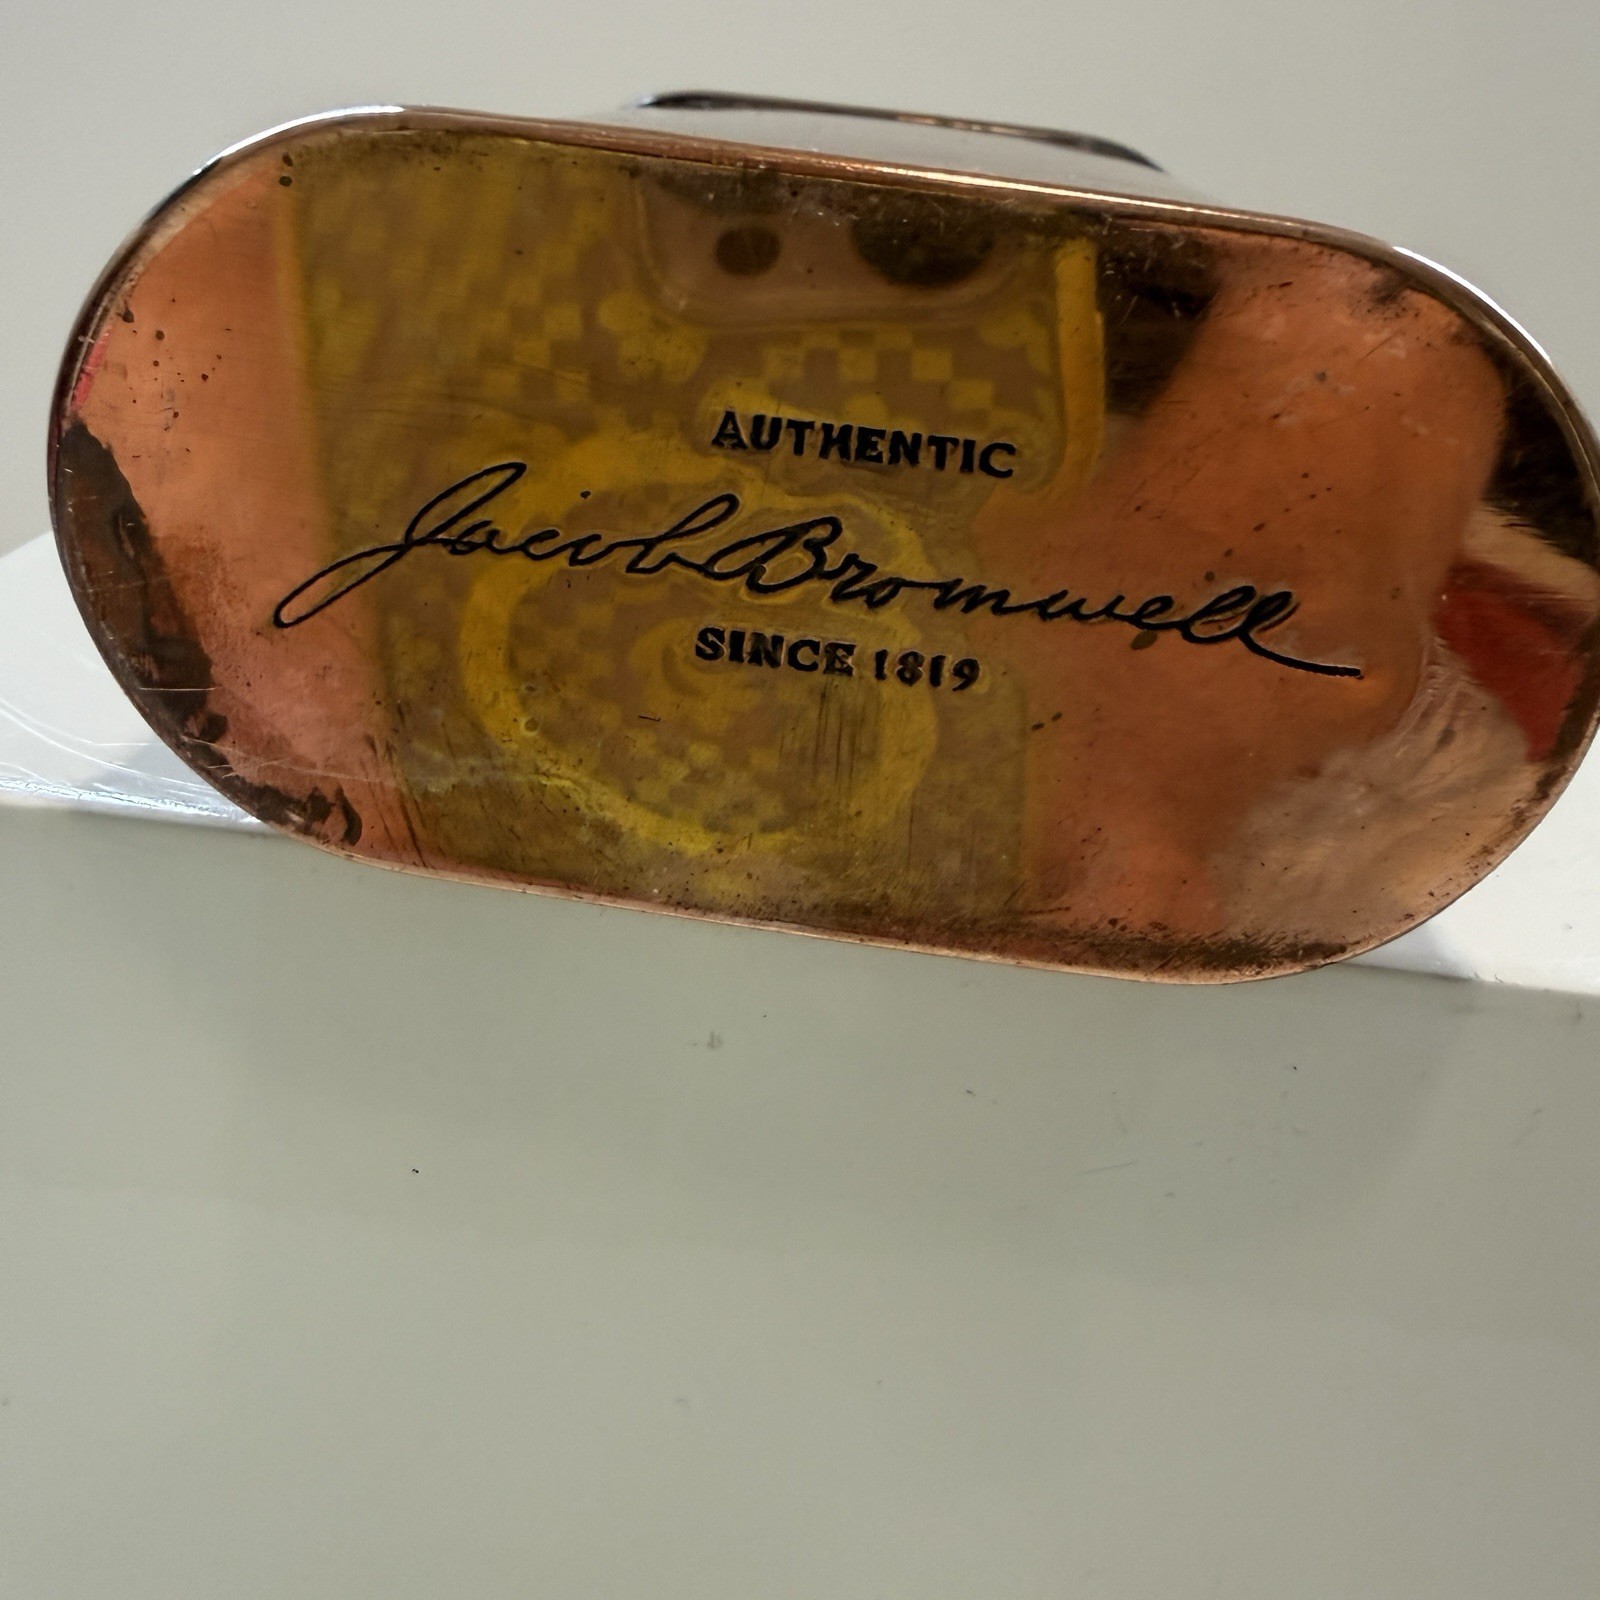 AUTHENTIC
Jacob Bromwell
SINCE 1819